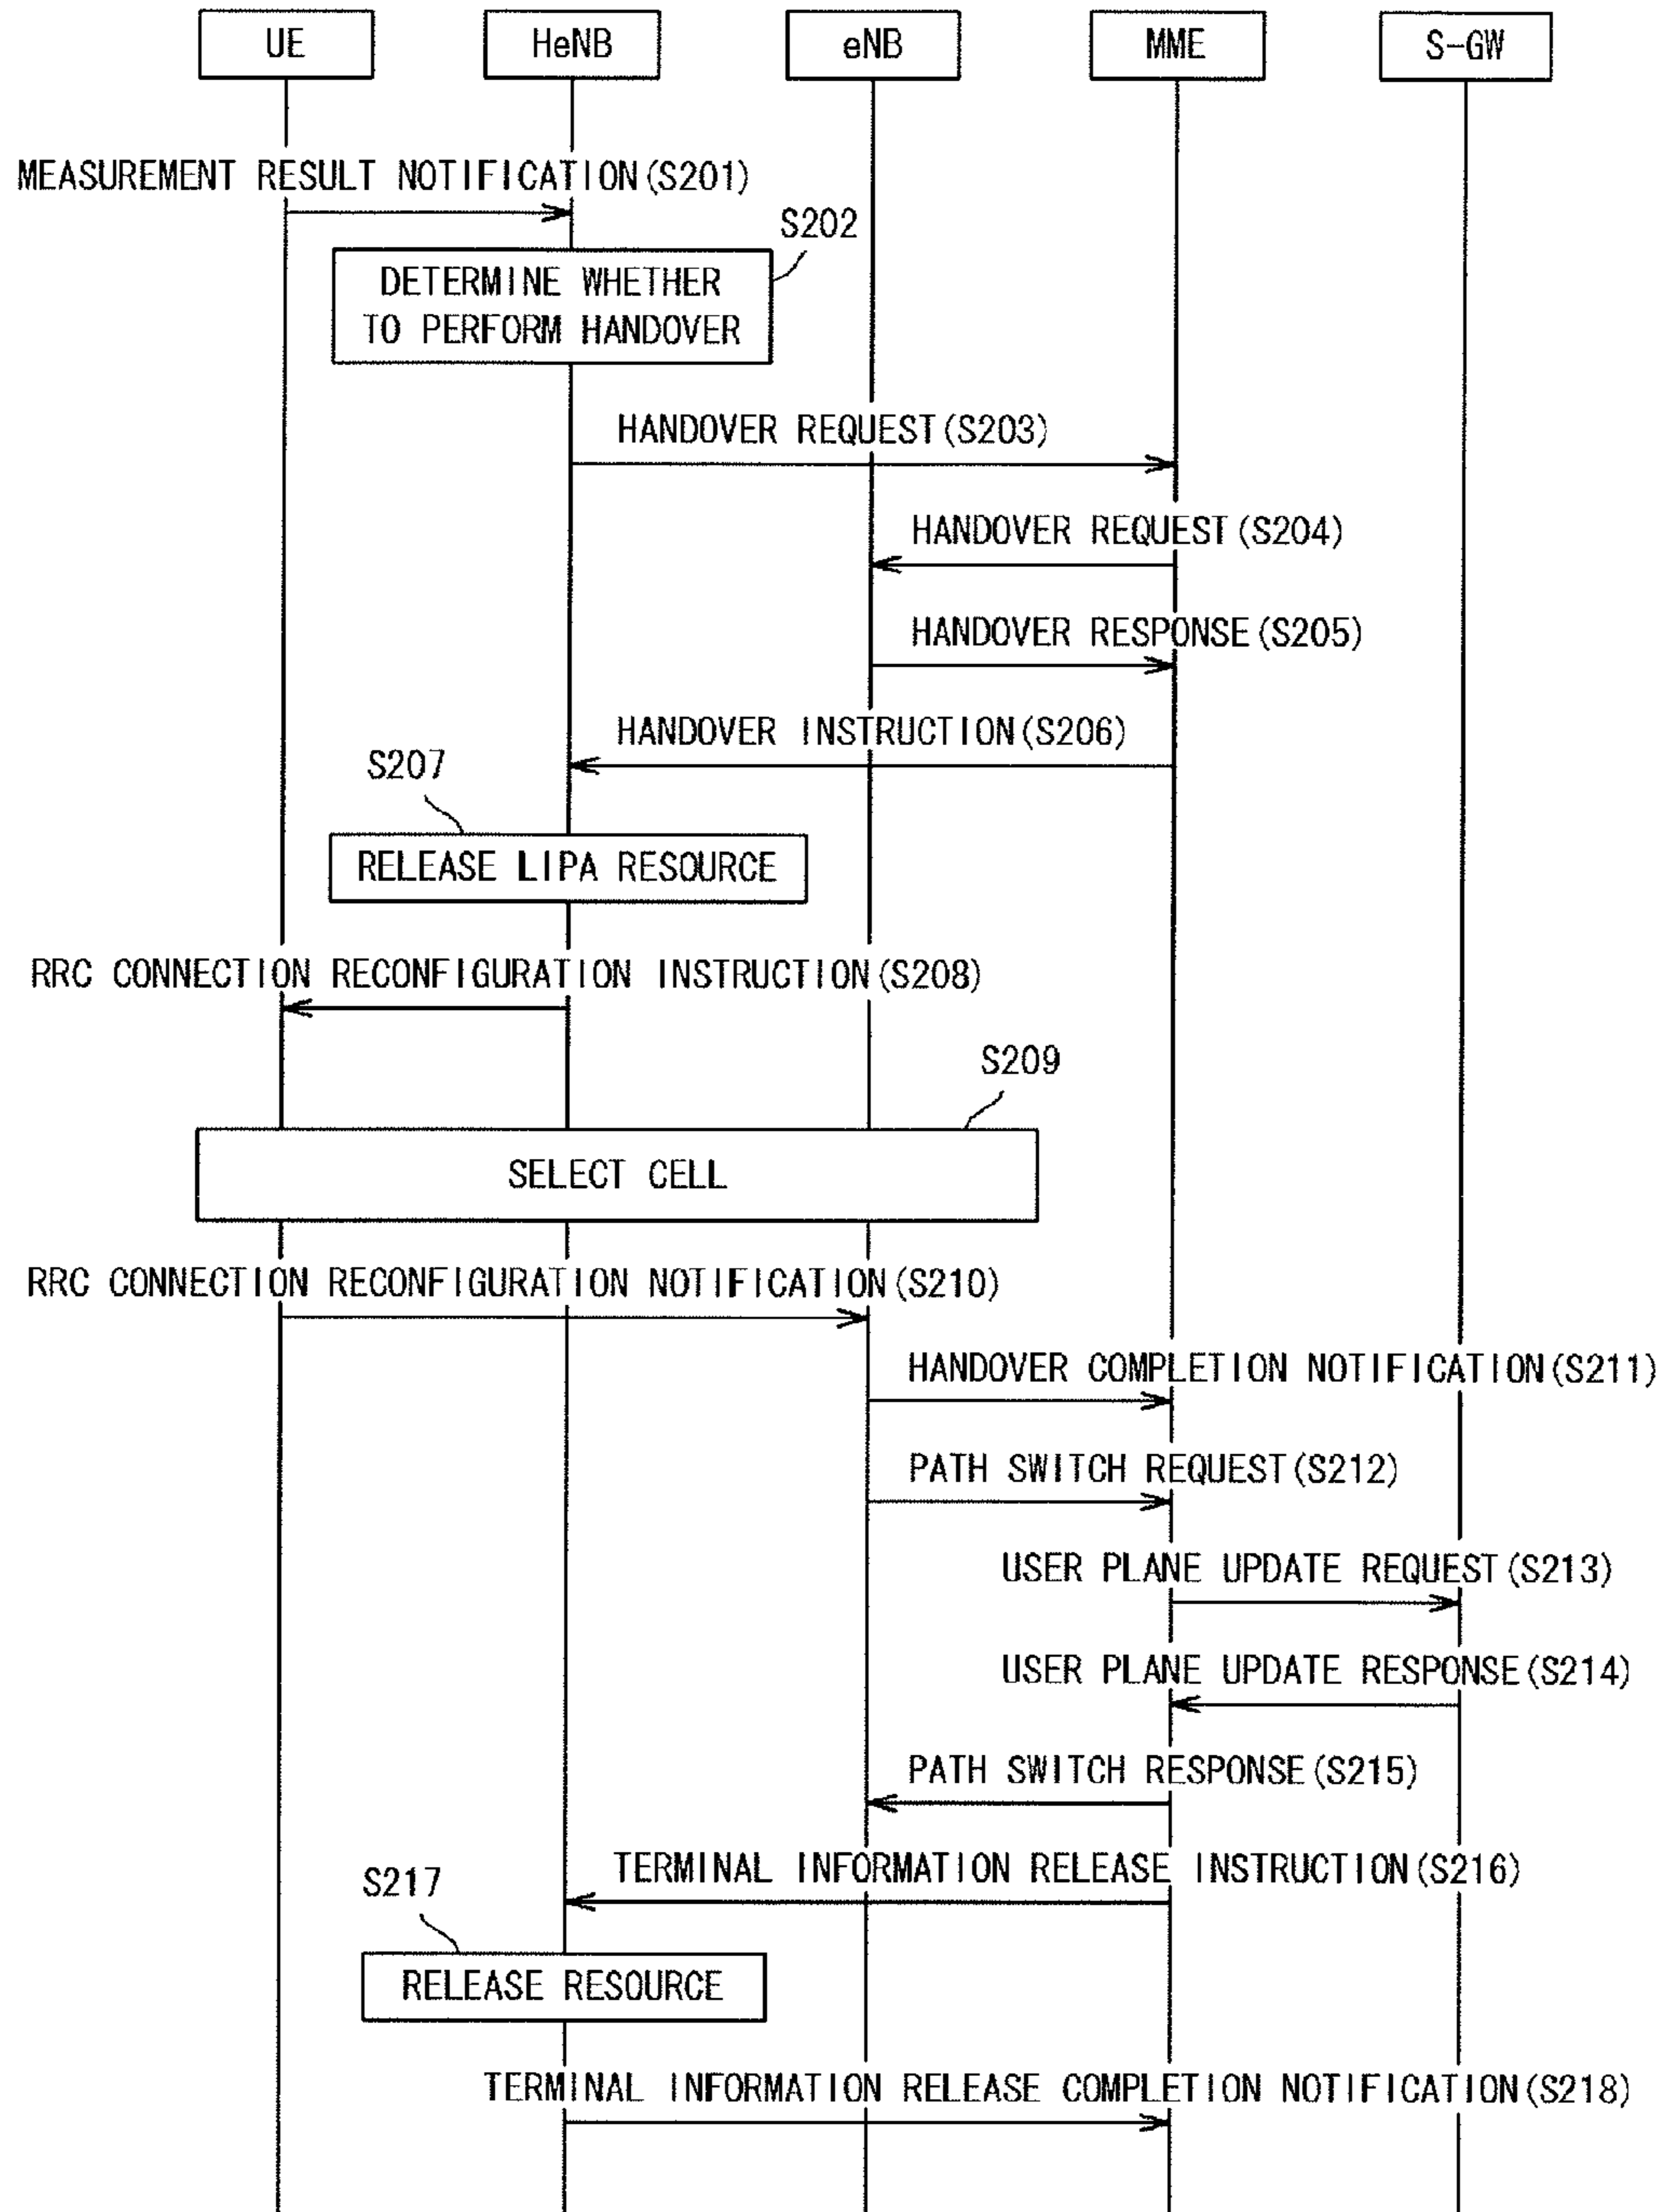 UE
HeNB
eNB
MME
S-GW
MEASUREMENT RESULT NOTIFICATION(S201)
S202
DETERMINE WHETHER
TO PERFORM HANDOVER
HANDOVER REQUEST(S203)
HANDOVER REQUEST(S204)
HANDOVER RESPONSE(S205)
HANDOVER INSTRUCTION(S206)
S207
RELEASE LIPA RESOURCE
RRC CONNECTION RECONFIGURATION INSTRUCTION(S208)
S209
SELECT CELL
RRC CONNECTION RECONFIGURATION NOTIFICATION(S210)
HANDOVER COMPLETION NOTIFICATION(S211)
PATH SWITCH REQUEST(S212)
USER PLANE UPDATE REQUEST(S213)
USER PLANE UPDATE RESPONSE(S214)
PATH SWITCH RESPONSE(S215)
TERMINAL INFORMATION RELEASE INSTRUCTION(S216)
S217
RELEASE RESOURCE
TERMINAL INFORMATION RELEASE COMPLETION NOTIFICATION(S218)